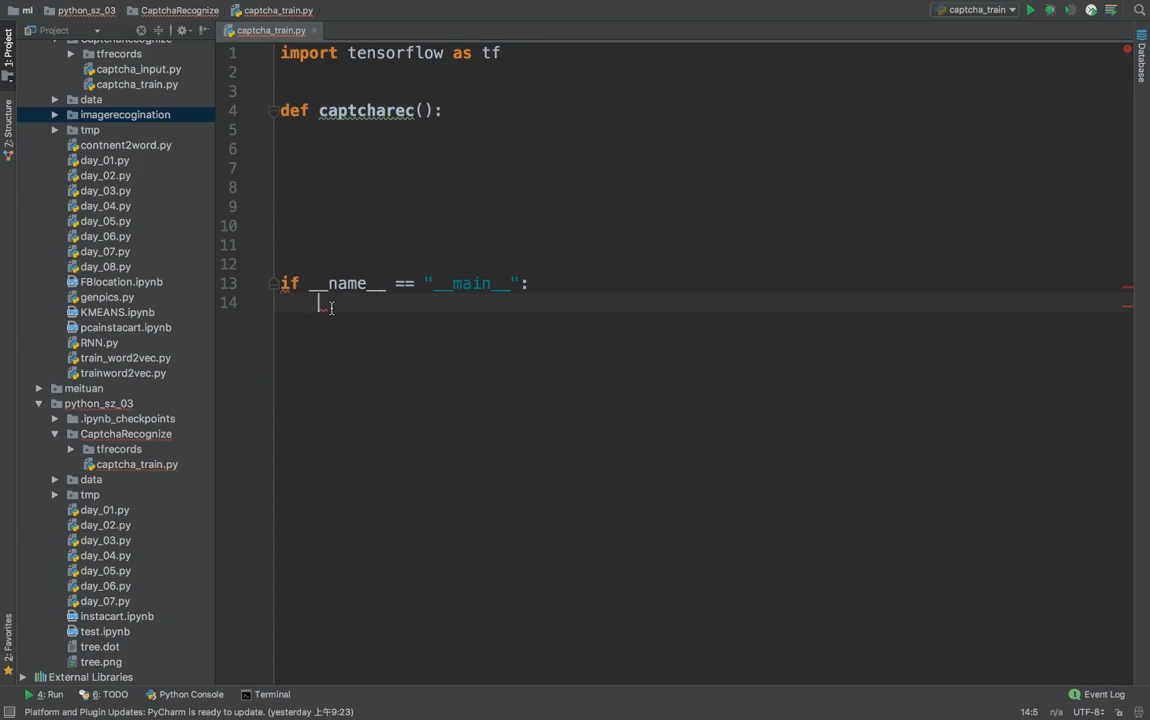 ml python_sz_03 CaptchaRecognize captcha_train.py captcha_train
Project captcha_train.py
1: Project
Z: Structure
2: Favorites
Database
CaptchaRecognize
tfrecords
captcha_input.py
captcha_train.py
data
imagerecogination
tmp
contnent2word.py
day_01.py
day_02.py
day_03.py
day_04.py
day_05.py
day_06.py
day_07.py
day_08.py
FBlocation.ipynb
genpics.py
KMEANS.ipynb
pcainstacart.ipynb
RNN.py
train_word2vec.py
trainword2vec.py
meituan
python_sz_03
.ipynb_checkpoints
CaptchaRecognize
tfrecords
captcha_train.py
data
tmp
day_01.py
day_02.py
day_03.py
day_04.py
day_05.py
day_06.py
day_07.py
instacart.ipynb
test.ipynb
tree.dot
tree.png
External Libraries
1 import tensorflow as tf
2
3
4 def captcharec():
5
6
7
8
9
10
11
12
13 if __name__ == "__main__":
14
4: Run 6: TODO Python Console Terminal 1 Event Log
Platform and Plugin Updates: PyCharm is ready to update. (yesterday 上午9:23) 14:5 n/a UTF-8